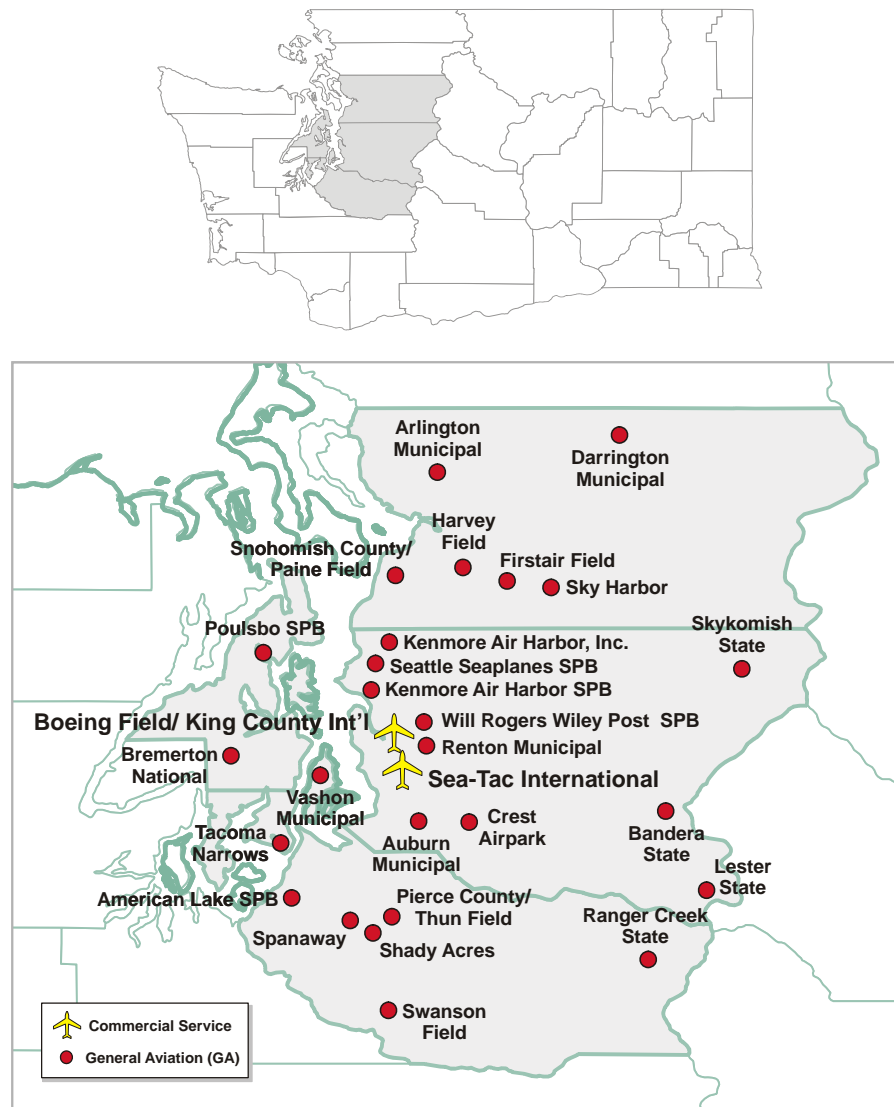 Arlington
Municipal
Darrington
Municipal
Harvey
Field
Snohomish County/
Paine Field
Firstair Field
Sky Harbor
Skykomish
State
Poulsbo SPB
Kenmore Air Harbor, Inc.
Seattle Seaplanes SPB
Kenmore Air Harbor SPB
Boeing Field/ King County Int'l
Will Rogers Wiley Post SPB
Renton Municipal
Bremerton
National
Sea-Tac International
Vashon
Municipal
Tacoma
Narrows
Auburn
Municipal
Crest
Airpark
Bandera
State
Lester
State
American Lake SPB
Pierce County/
Thun Field
Ranger Creek
State
Spanaway
Shady Acres
Swanson
Field
Commercial Service
General Aviation (GA)